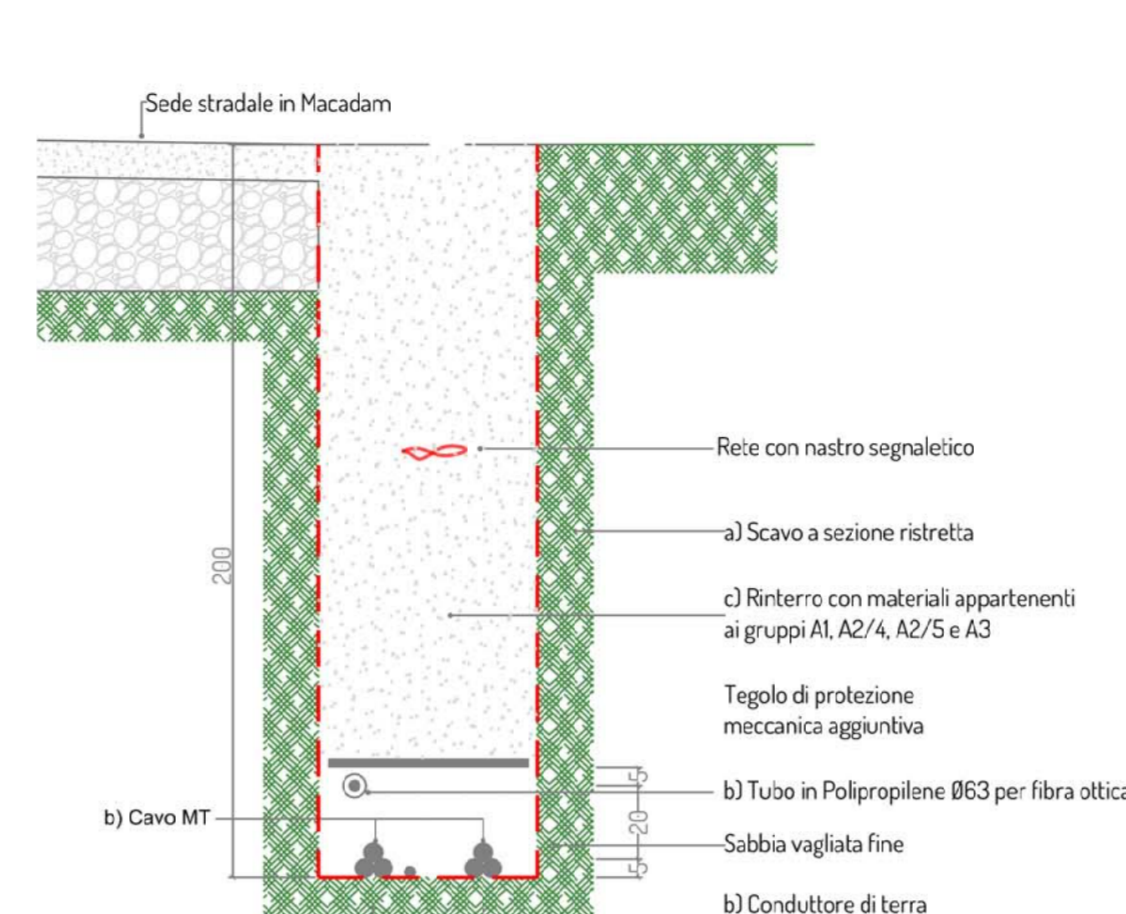 Sede stradale in Macadam
Rete con nastro segnaletico
a) Scavo a sezione ristretta
200
c) Rinterro con materiali appartenenti
ai gruppi A1, A2/4, A2/5 e A3
Tegolo di protezione
meccanica aggiuntiva
5
b) Tubo in Polipropilene Ø63 per fibra ottica
b) Cavo MT
20
Sabbia vagliata fine
5
b) Conduttore di terra